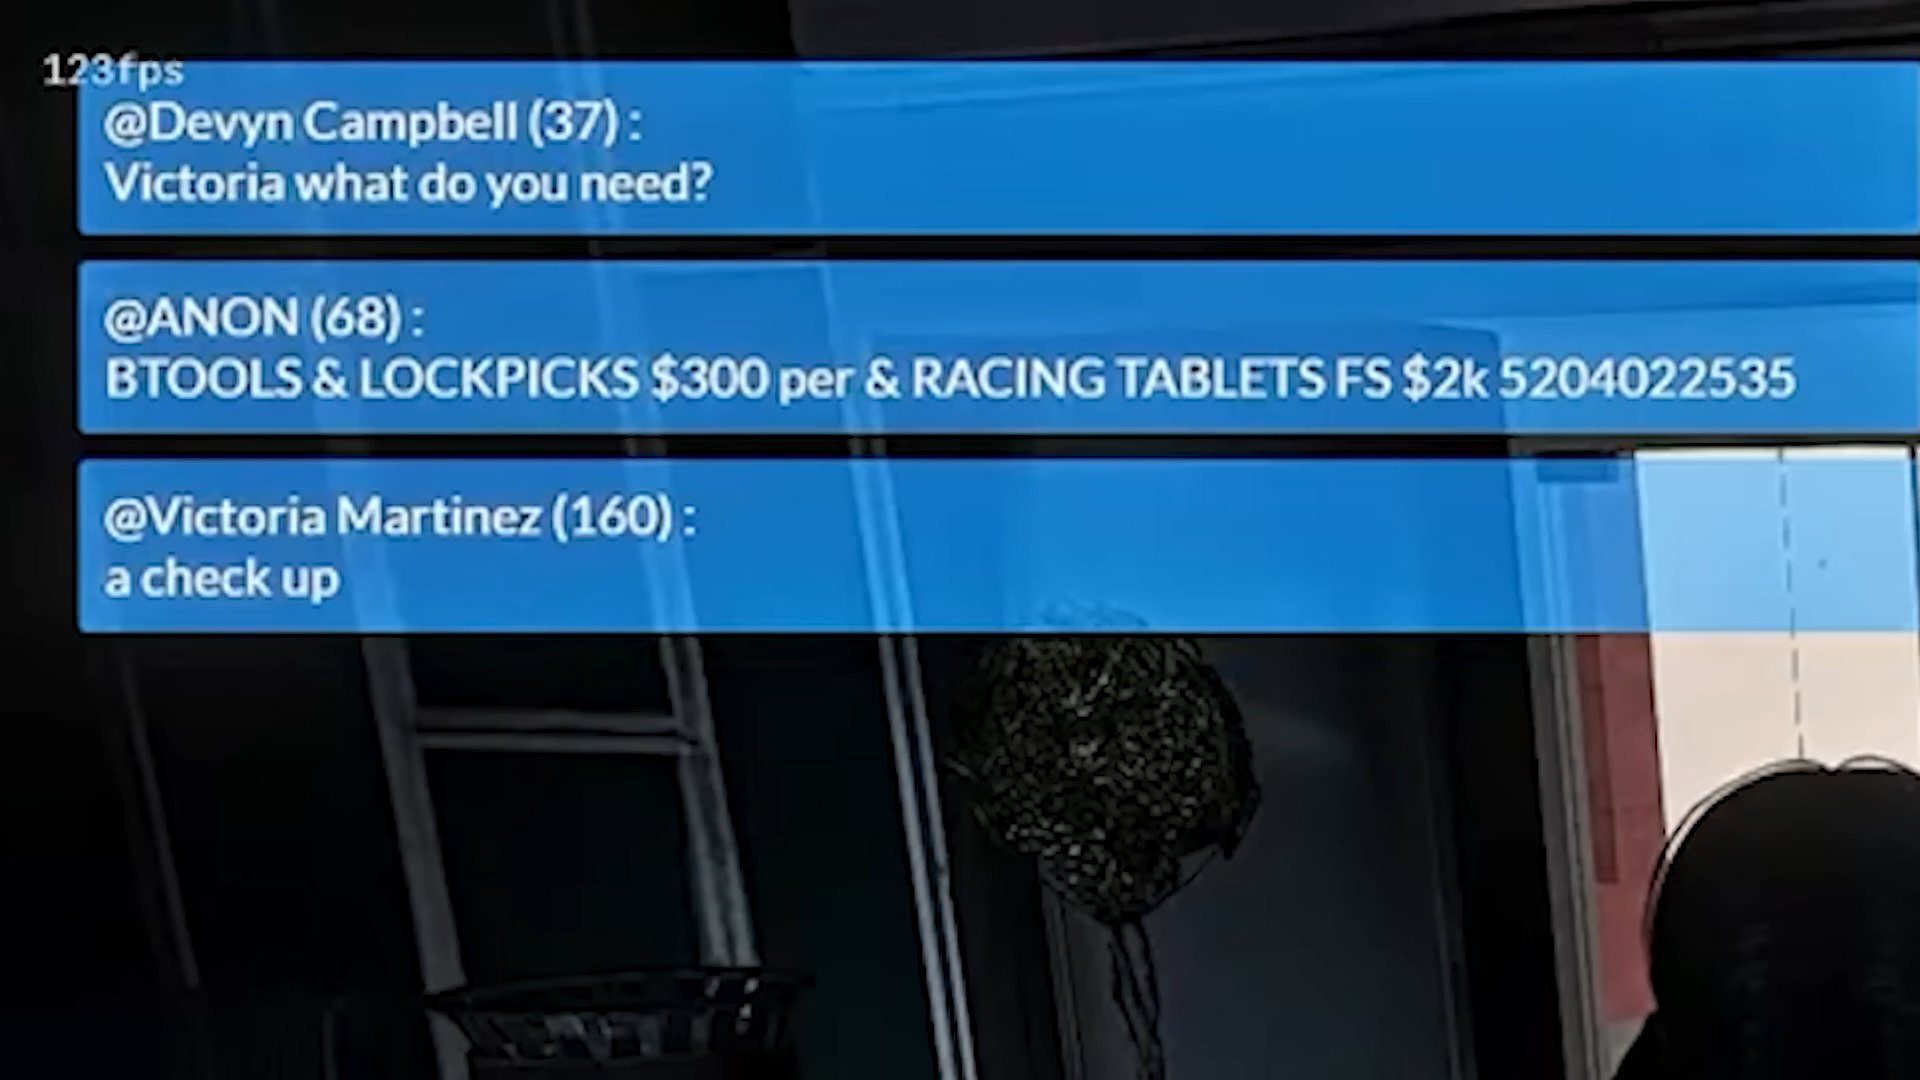 123fps
@Devyn Campbell (37) :
Victoria what do you need?
@ANON (68) :
BTOOLS & LOCKPICKS $300 per & RACING TABLETS FS $2k 5204022535
@Victoria Martinez (160) :
a check up